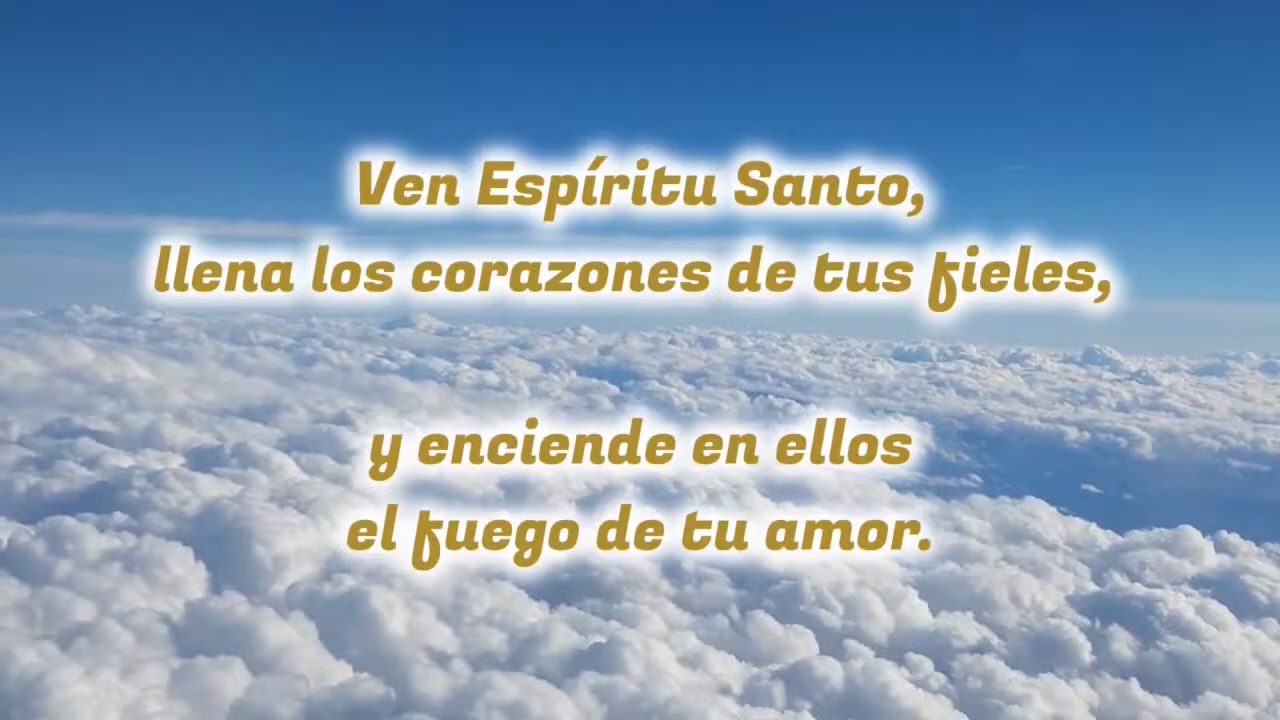 Ven Espíritu Santo,
llena los corazones de tus fieles,
y enciende en ellos
el fuego de tu amor.